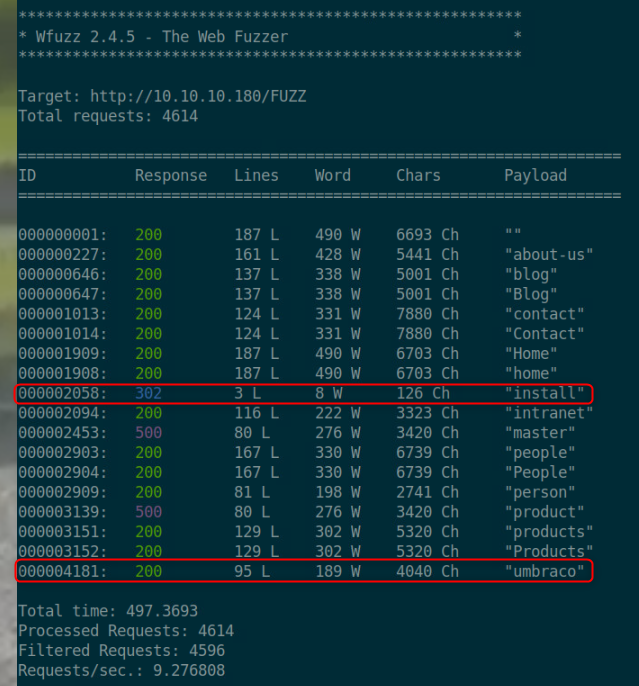 ********************************************************
* Wfuzz 2.4.5 - The Web Fuzzer                         *
********************************************************
Target: http://10.10.10.180/FUZZ
Total requests: 4614
===================================================================
ID           Response   Lines    Word     Chars       Payload
===================================================================
000000001:   200        187 L    490 W    6693 Ch     ""
000000227:   200        161 L    428 W    5441 Ch     "about-us"
000000646:   200        137 L    338 W    5001 Ch     "blog"
000000647:   200        137 L    338 W    5001 Ch     "Blog"
000001013:   200        124 L    331 W    7880 Ch     "contact"
000001014:   200        124 L    331 W    7880 Ch     "Contact"
000001909:   200        187 L    490 W    6703 Ch     "Home"
000001908:   200        187 L    490 W    6703 Ch     "home"
000002058:   302        3 L      8 W      126 Ch      "install"
000002094:   200        116 L    222 W    3323 Ch     "intranet"
000002453:   500        80 L     276 W    3420 Ch     "master"
000002903:   200        167 L    330 W    6739 Ch     "people"
000002904:   200        167 L    330 W    6739 Ch     "People"
000002909:   200        81 L     198 W    2741 Ch     "person"
000003139:   500        80 L     276 W    3420 Ch     "product"
000003151:   200        129 L    302 W    5320 Ch     "products"
000003152:   200        129 L    302 W    5320 Ch     "Products"
000004181:   200        95 L     189 W    4040 Ch     "umbraco"
Total time: 497.3693
Processed Requests: 4614
Filtered Requests: 4596
Requests/sec.: 9.276808